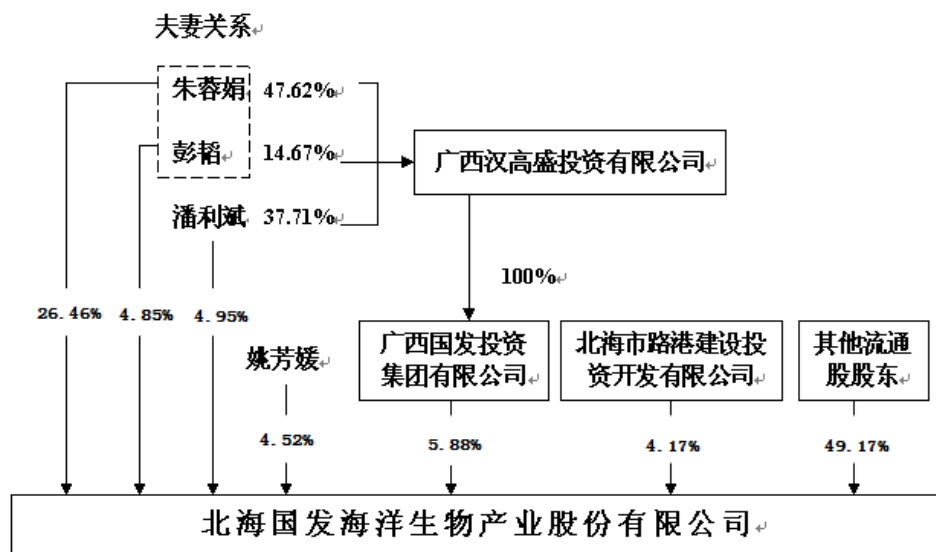 夫妻关系
朱蓉娟 47.62%
彭韬 14.67%
广西汉高盛投资有限公司
潘利斌 37.71%
100%
26.46% 4.85% 4.95%
姚芳媛
广西国发投资
集团有限公司
北海市路港建设投
资开发有限公司
其他流通
股股东
4.52% 5.88% 4.17% 49.17%
北海国发海洋生物产业股份有限公司